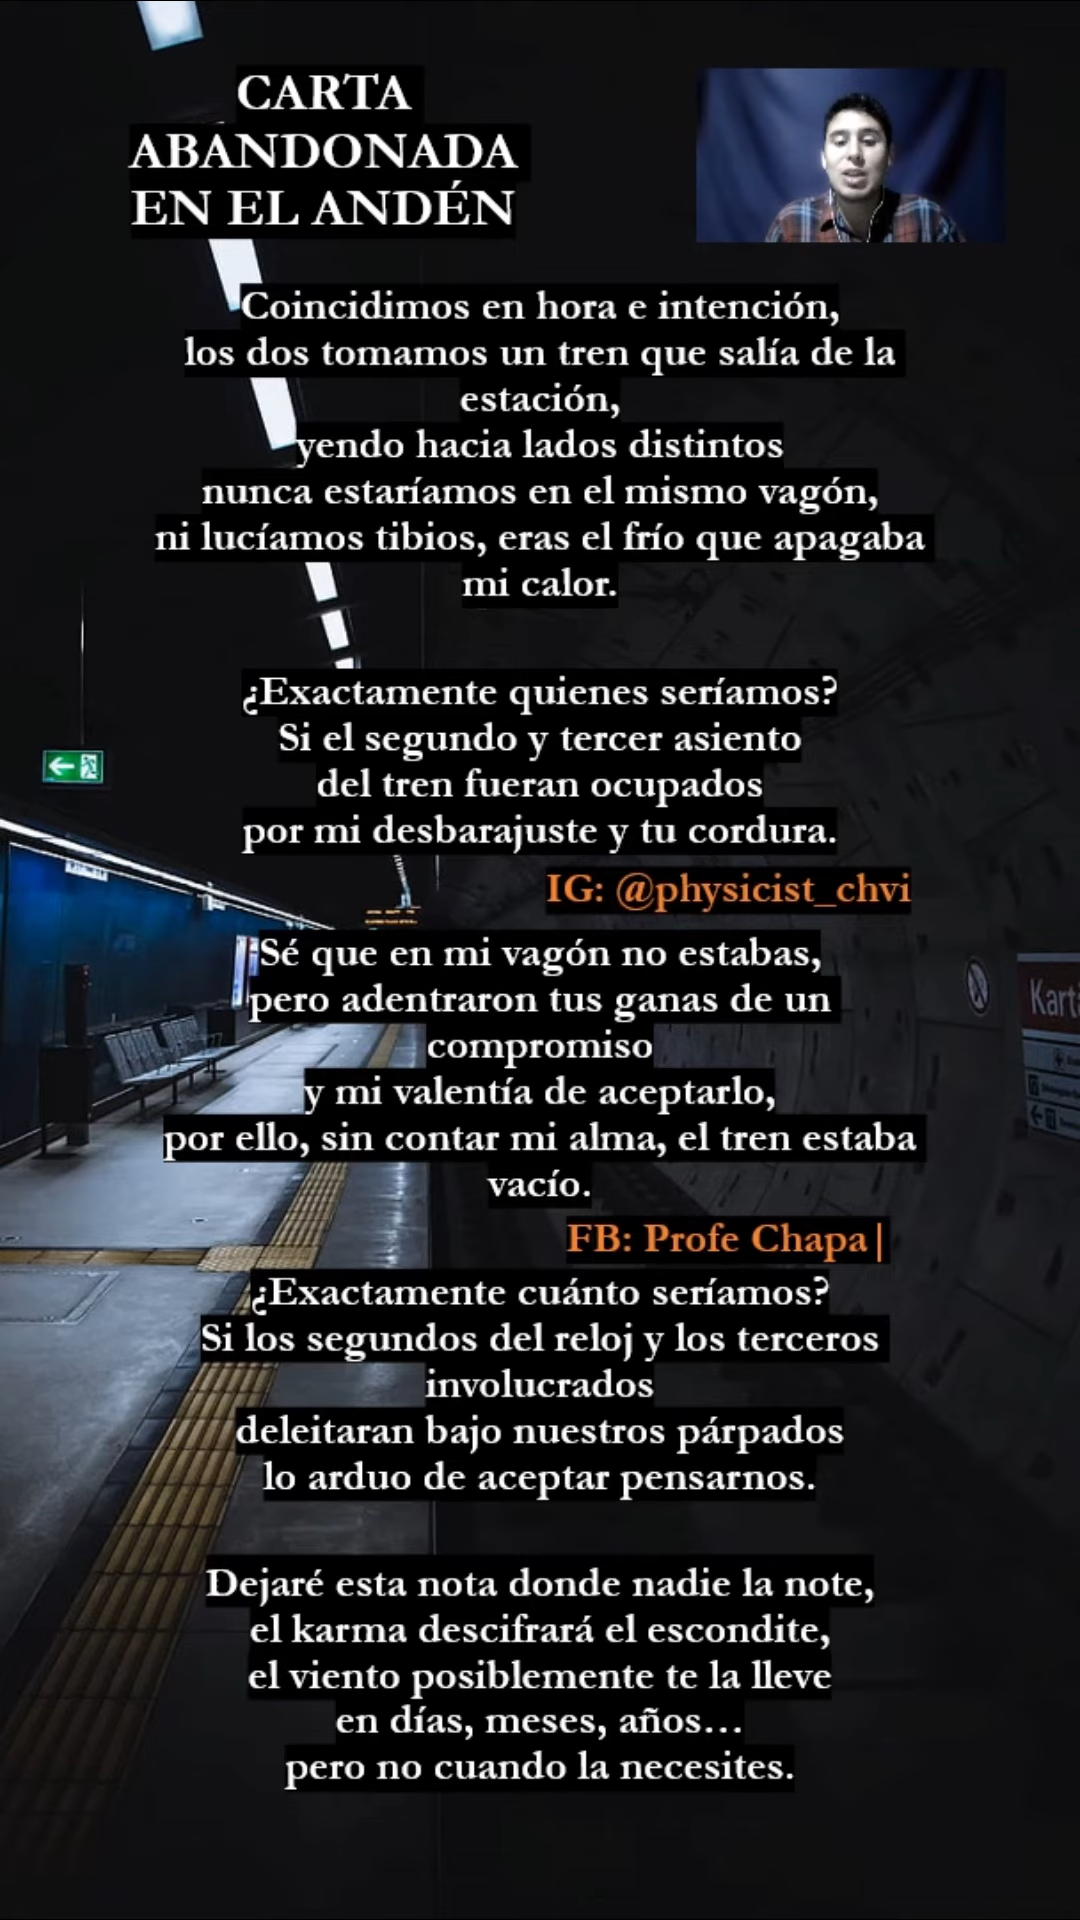 CARTA
ABANDONADA
EN EL ANDÉN
Coincidimos en hora e intención,
los dos tomamos un tren que salía de la
estación,
yendo hacia lados distintos
nunca estaríamos en el mismo vagón,
ni lucíamos tibios, eras el frío que apagaba
mi calor.
¿Exactamente quienes seríamos?
Si el segundo y tercer asiento
del tren fueran ocupados
por mi desbarajuste y tu cordura.
IG: @physicist_chvi
Sé que en mi vagón no estabas,
pero adentraron tus ganas de un
compromiso
y mi valentía de aceptarlo,
por ello, sin contar mi alma, el tren estaba
vacío.
FB: Profe Chapa|
¿Exactamente cuánto seríamos?
Si los segundos del reloj y los terceros
involucrados
deleitaran bajo nuestros párpados
lo arduo de aceptar pensarnos.
Dejaré esta nota donde nadie la note,
el karma descifrará el escondite,
el viento posiblemente te la lleve
en días, meses, años...
pero no cuando la necesites.